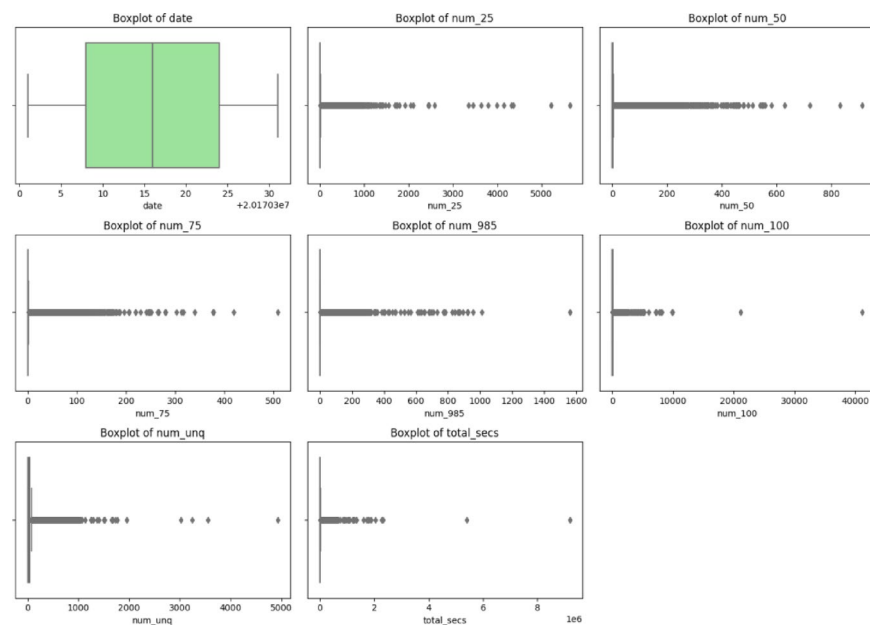 Boxplot of date
0 5 10 15 20 25 30
date
+2.01703e7
Boxplot of num_25
0 1000 2000 3000 4000 5000
num_25
Boxplot of num_50
0 200 400 600 800
num_50
Boxplot of num_75
0 100 200 300 400 500
num_75
Boxplot of num_985
0 200 400 600 800 1000 1200 1400 1600
num_985
Boxplot of num_100
0 10000 20000 30000 40000
num_100
Boxplot of num_unq
0 1000 2000 3000 4000 5000
num_unq
Boxplot of total_secs
0 2 4 6 8
total_secs
1e6